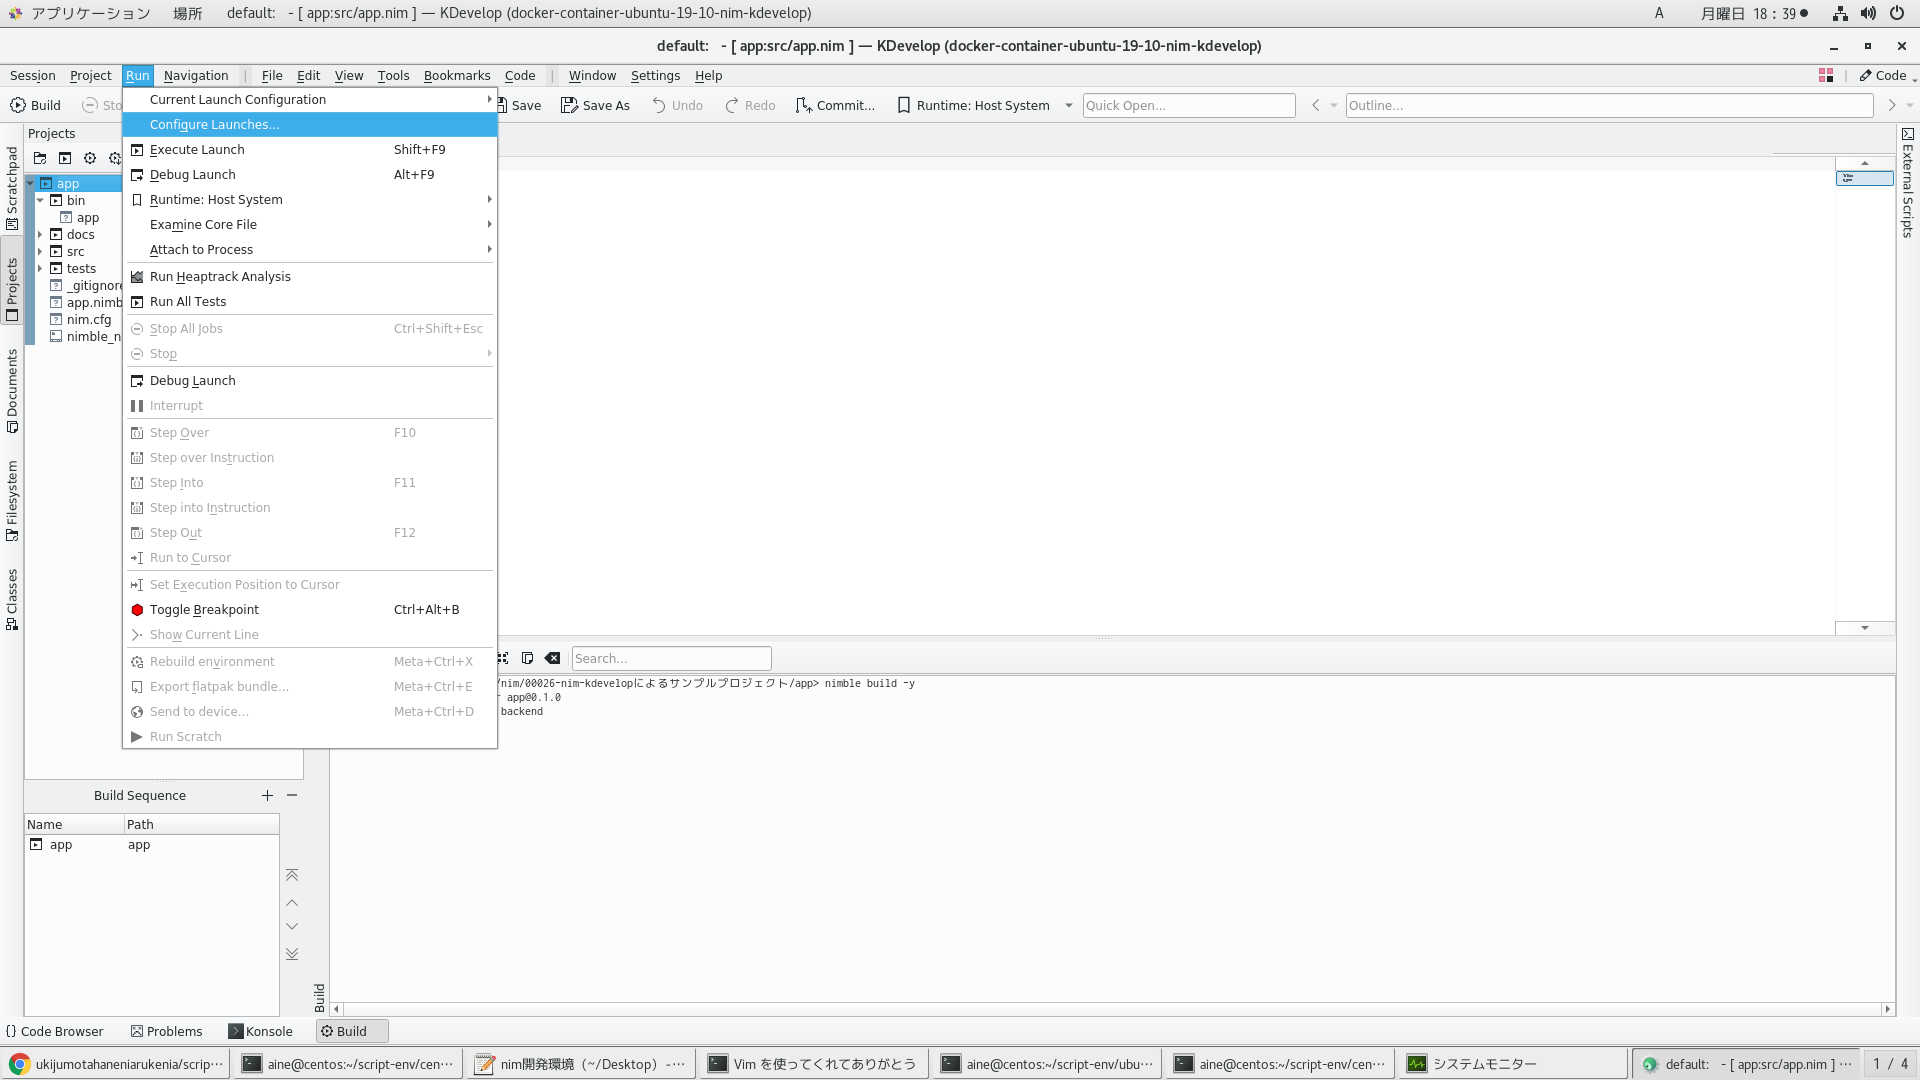 アプリケーション 場所 default: - [ app:src/app.nim ] — KDevelop (docker-container-ubuntu-19-10-nim-kdevelop) A 月曜日 18：39●
default: - [ app:src/app.nim ] — KDevelop (docker-container-ubuntu-19-10-nim-kdevelop)
Session Project Run Navigation | File Edit View Tools Bookmarks Code | Window Settings Help | Code
Build Sto Save Save As Undo Redo Commit... Runtime: Host System Quick Open... Outline...
Current Launch Configuration
Configure Launches...
Execute Launch Shift+F9
Debug Launch Alt+F9
Runtime: Host System
Examine Core File
Attach to Process
Run Heaptrack Analysis
Run All Tests
Stop All Jobs Ctrl+Shift+Esc
Stop
Debug Launch
Interrupt
Step Over F10
Step over Instruction
Step Into F11
Step into Instruction
Step Out F12
Run to Cursor
Set Execution Position to Cursor
Toggle Breakpoint Ctrl+Alt+B
Show Current Line
Rebuild environment Meta+Ctrl+X
Export flatpak bundle... Meta+Ctrl+E
Send to device... Meta+Ctrl+D
Run Scratch
Scratchpad
Projects
Documents
Filesystem
Classes
Projects
app
bin
app
docs
src
tests
_gitignore
app.nimb
nim.cfg
nimble_n
External Scripts
Search...
/nim/00026-nim-kdevelopによるサンプルプロジェクト/app> nimble build -y
app@0.1.0
backend
Build Sequence
Name Path
app app
Build
Code Browser Problems Konsole Build
ukijumotahaneniarukenia/scrip… aine@centos:~/script-env/cen… nim開発環境（~/Desktop）-… Vim を使ってくれてありがとう aine@centos:~/script-env/ubu… aine@centos:~/script-env/cen… システムモニター default: - [ app:src/app.nim ] … 1 / 4